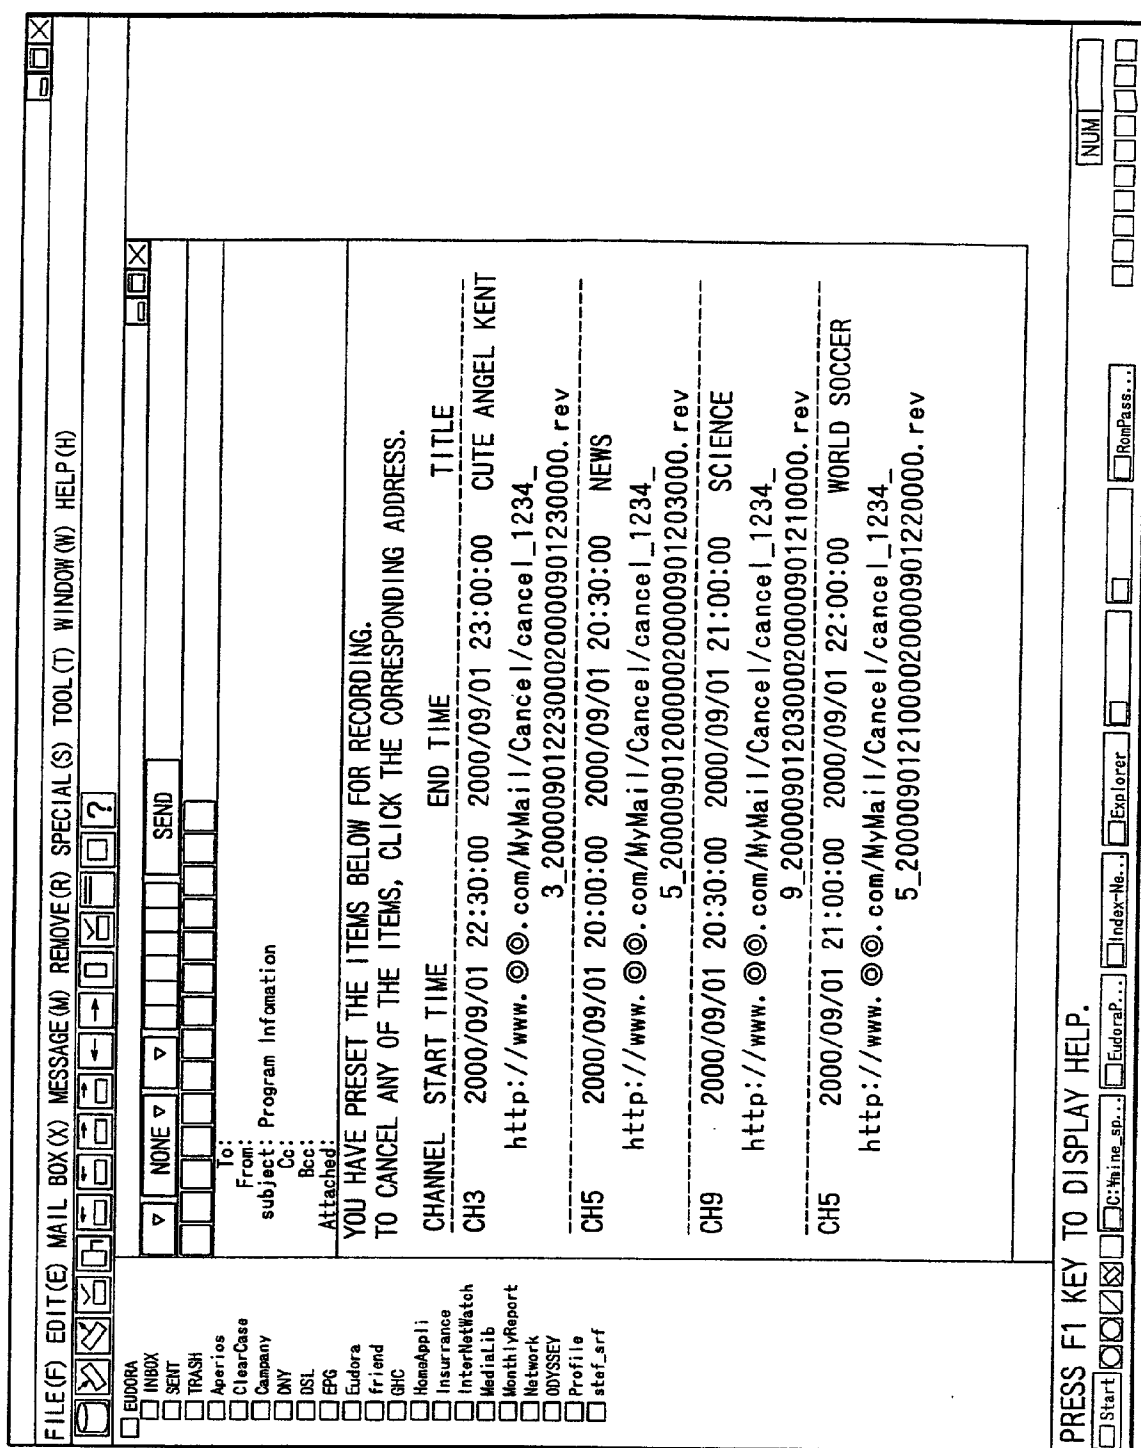 FILE(F) EDIT(E) MAIL BOX(X) MESSAGE(M) REMOVE(R) SPECIAL(S) TOOL(T) WINDOW(W) HELP(H)
?
EUDORA
INBOX
SENT
TRASH
Aperios
ClearCase
Campany
DNY
DSL
EPG
Eudora
friend
GHC
HomeAppli
Insurrance
InterNetWatch
MediaLib
MonthlyReport
Network
ODYSSEY
Profile
stef_srf
NONE SEND
To:
From:
subject: Program Infomation
Cc:
Bcc:
Attached:
YOU HAVE PRESET THE ITEMS BELOW FOR RECORDING.
TO CANCEL ANY OF THE ITEMS, CLICK THE CORRESPONDING ADDRESS.
CHANNEL START TIME END TIME TITLE
CH3 2000/09/01 22:30:00 2000/09/01 23:00:00 CUTE ANGEL KENT
http://www.◎◎.com/MyMail/Cancel/cancel_1234_
3_2000090122300020000901230000.rev
CH5 2000/09/01 20:00:00 2000/09/01 20:30:00 NEWS
http://www.◎◎.com/MyMail/Cancel/cancel_1234_
5_2000090120000020000901203000.rev
CH9 2000/09/01 20:30:00 2000/09/01 21:00:00 SCIENCE
http://www.◎◎.com/MyMail/Cancel/cancel_1234_
9_2000090120300020000901210000.rev
CH5 2000/09/01 21:00:00 2000/09/01 22:00:00 WORLD SOCCER
http://www.◎◎.com/MyMail/Cancel/cancel_1234_
5_2000090121000020000901220000.rev
PRESS F1 KEY TO DISPLAY HELP.
NUM
Start C:¥mine_sp... EudoraP... Index-Ne... Explorer RomPass...